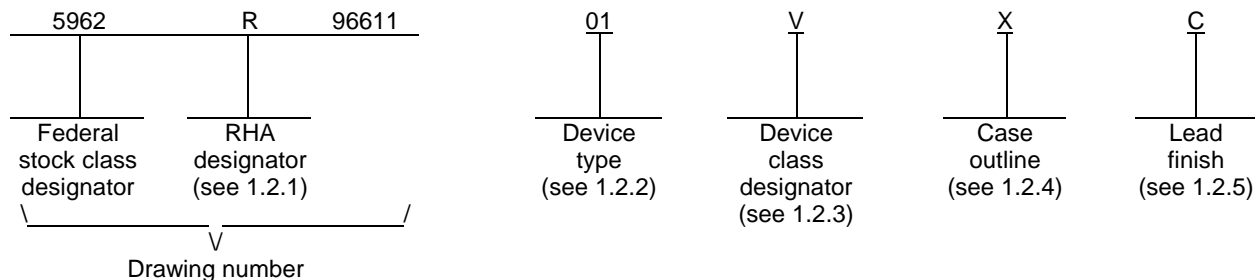 5962 R 96611 01 V X C
Federal stock class designator
RHA designator (see 1.2.1)
Device type (see 1.2.2)
Device class designator (see 1.2.3)
Case outline (see 1.2.4)
Lead finish (see 1.2.5)
Drawing number